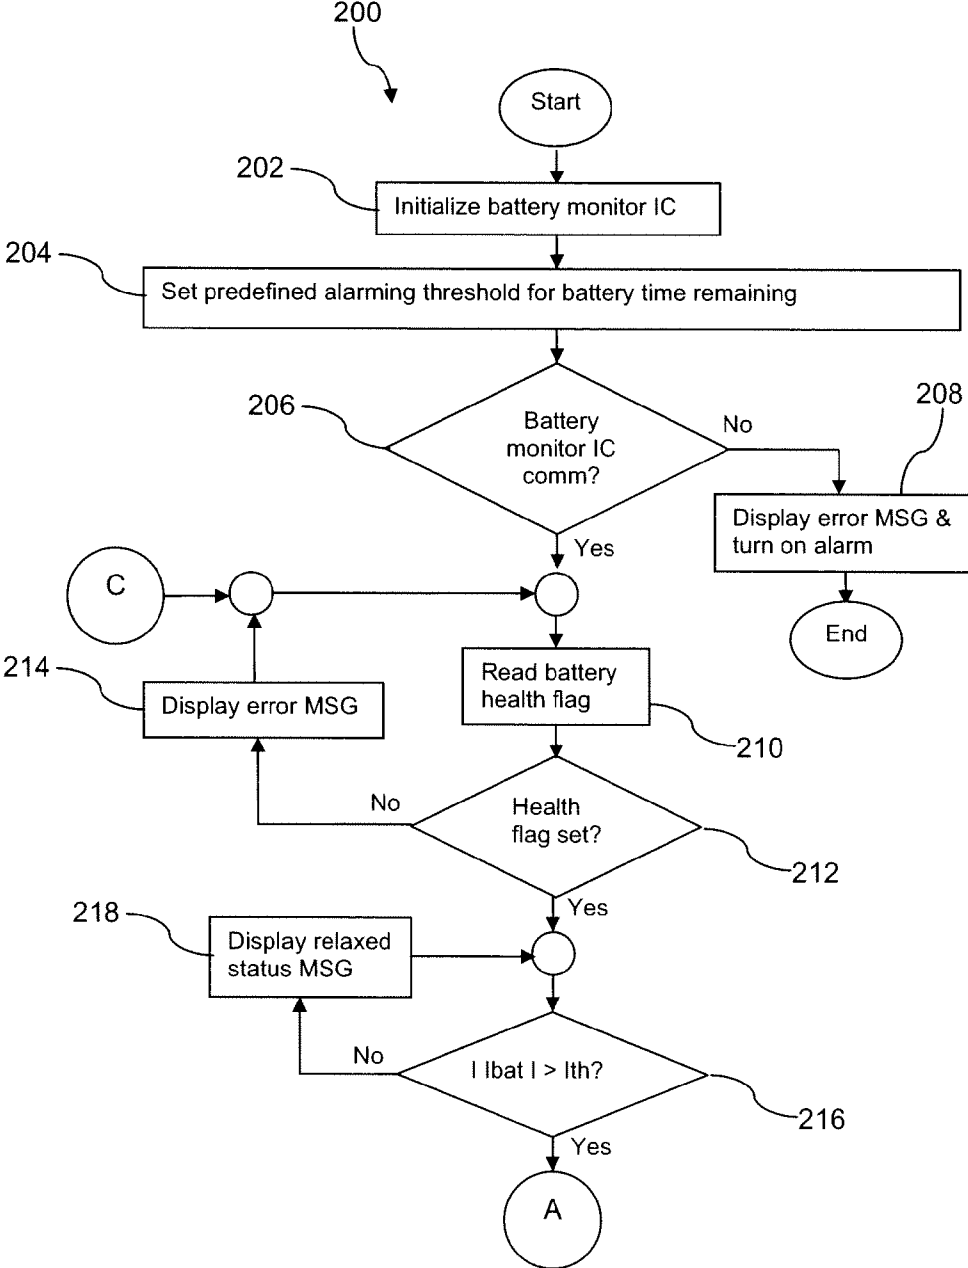 200
Start
202
Initialize battery monitor IC
204
Set predefined alarming threshold for battery time remaining
206
Battery
monitor IC
comm?
No
208
Display error MSG &
turn on alarm
Yes
C
End
214
Display error MSG
Read battery
health flag
210
No
Health
flag set?
212
Yes
218
Display relaxed
status MSG
No
I Ibat I > Ith?
216
Yes
A